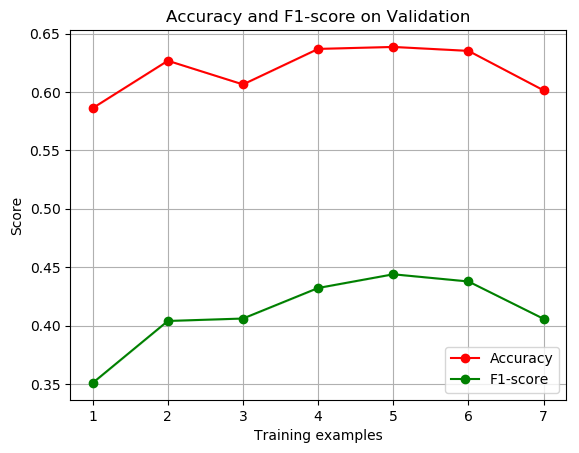 Accuracy and F1-score on Validation
0.65
0.60
0.55
0.50
0.45
0.40
0.35
Score
1 2 3 4 5 6 7
Training examples
Accuracy
F1-score